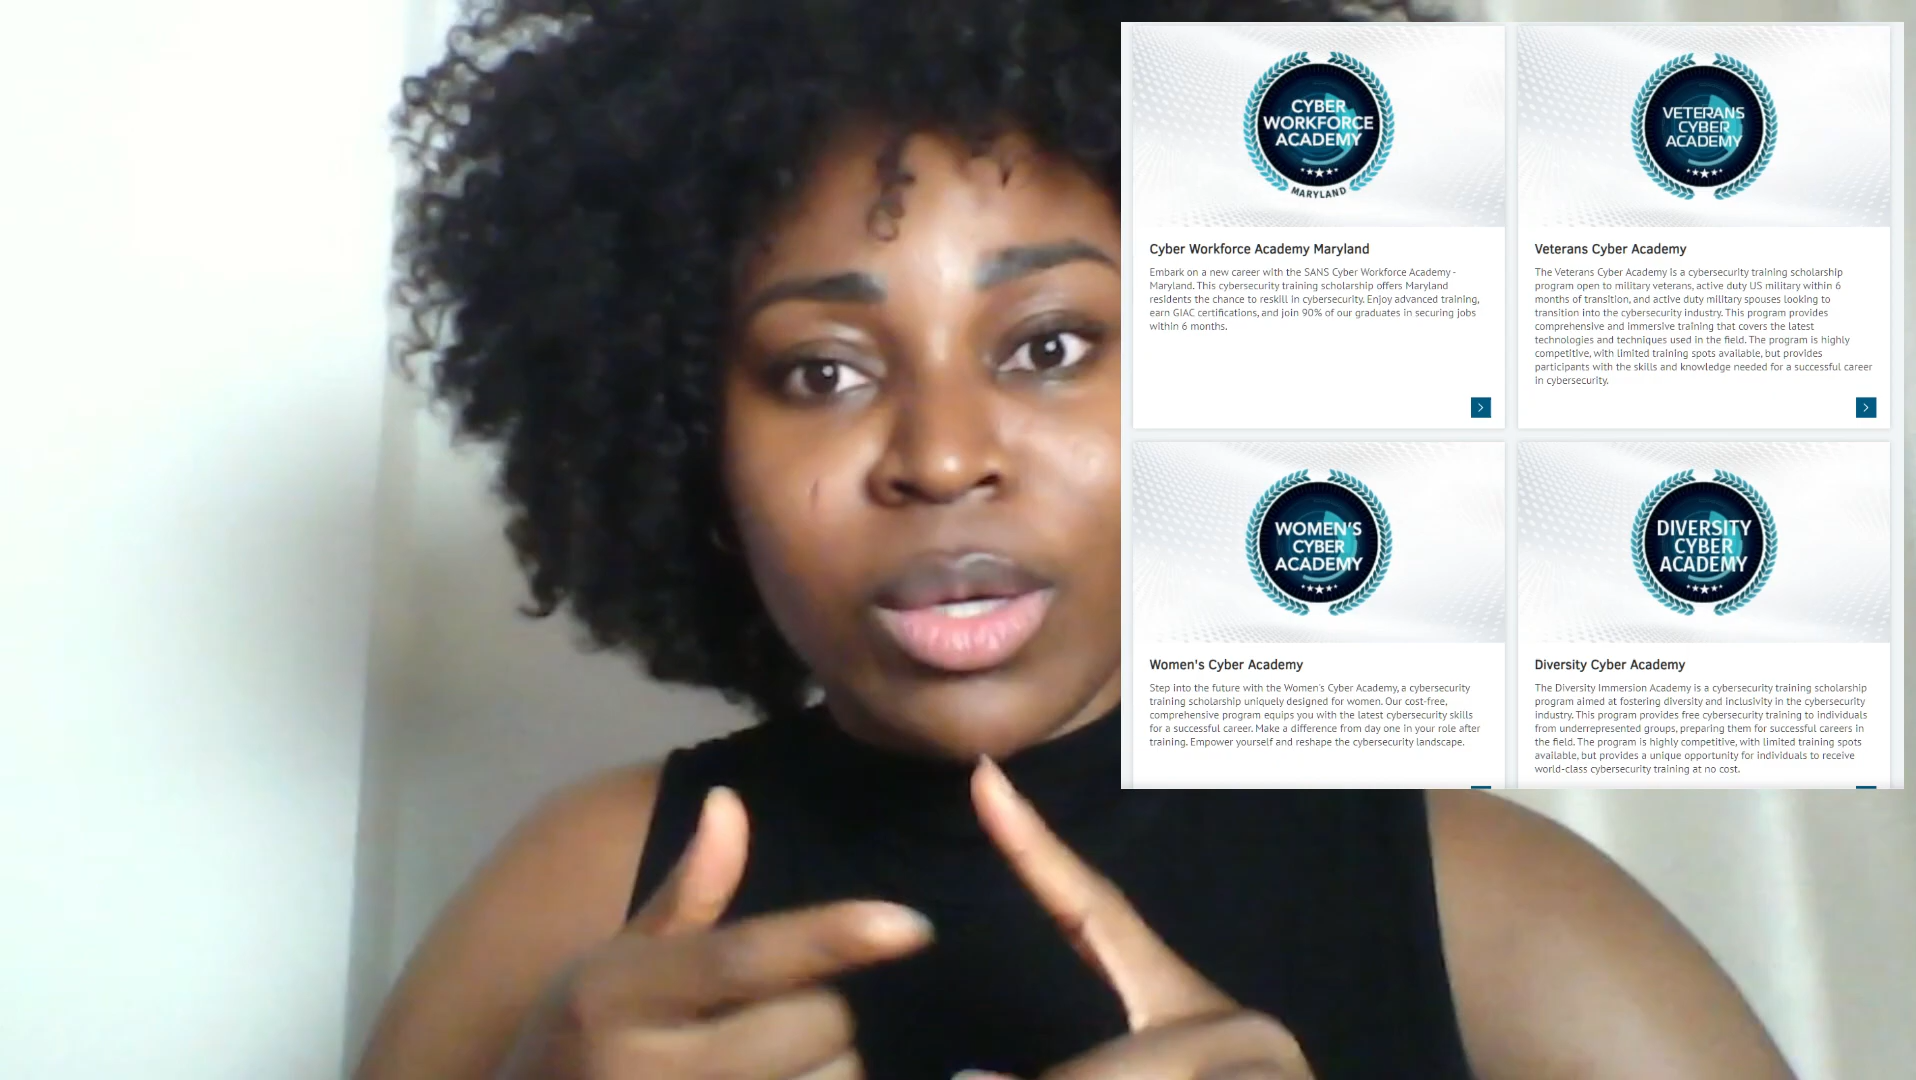 CYBER
WORKFORCE
ACADEMY
MARYLAND
Cyber Workforce Academy Maryland
Embark on a new career with the SANS Cyber Workforce Academy -
Maryland. This cybersecurity training scholarship offers Maryland
residents the chance to reskill in cybersecurity. Enjoy advanced training,
earn GIAC certifications, and join 90% of our graduates in securing jobs
within 6 months.
VETERANS
CYBER
ACADEMY
Veterans Cyber Academy
The Veterans Cyber Academy is a cybersecurity training scholarship
program open to military veterans, active duty US military within 6
months of transition, and active duty military spouses looking to
transition into the cybersecurity industry. This program provides
comprehensive and immersive training that covers the latest
technologies and techniques used in the field. The program is highly
competitive, with limited training spots available, but provides
participants with the skills and knowledge needed for a successful career
in cybersecurity.
WOMEN'S
CYBER
ACADEMY
Women's Cyber Academy
Step into the future with the Women's Cyber Academy, a cybersecurity
training scholarship uniquely designed for women. Our cost-free,
comprehensive program equips you with the latest cybersecurity skills
for a successful career. Make a difference from day one in your role after
training. Empower yourself and reshape the cybersecurity landscape.
DIVERSITY
CYBER
ACADEMY
Diversity Cyber Academy
The Diversity Immersion Academy is a cybersecurity training scholarship
program aimed at fostering diversity and inclusivity in the cybersecurity
industry. This program provides free cybersecurity training to individuals
from underrepresented groups, preparing them for successful careers in
the field. The program is highly competitive, with limited training spots
available, but provides a unique opportunity for individuals to receive
world-class cybersecurity training at no cost.